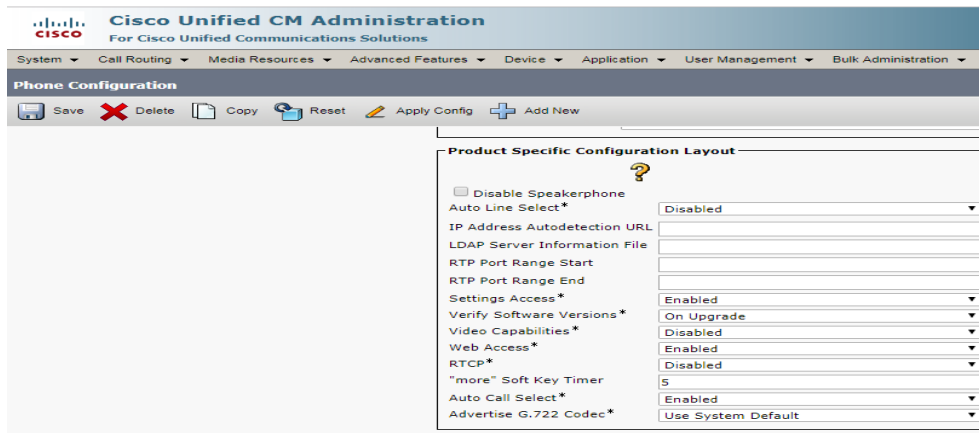 cisco
Cisco Unified CM Administration
For Cisco Unified Communications Solutions
System Call Routing Media Resources Advanced Features Device Application User Management Bulk Administration
Phone Configuration
Save Delete Copy Reset Apply Config Add New
Product Specific Configuration Layout
?
Disable Speakerphone
Auto Line Select* Disabled
IP Address Autodetection URL
LDAP Server Information File
RTP Port Range Start
RTP Port Range End
Settings Access* Enabled
Verify Software Versions* On Upgrade
Video Capabilities* Disabled
Web Access* Enabled
RTCP* Disabled
"more" Soft Key Timer 5
Auto Call Select* Enabled
Advertise G.722 Codec* Use System Default